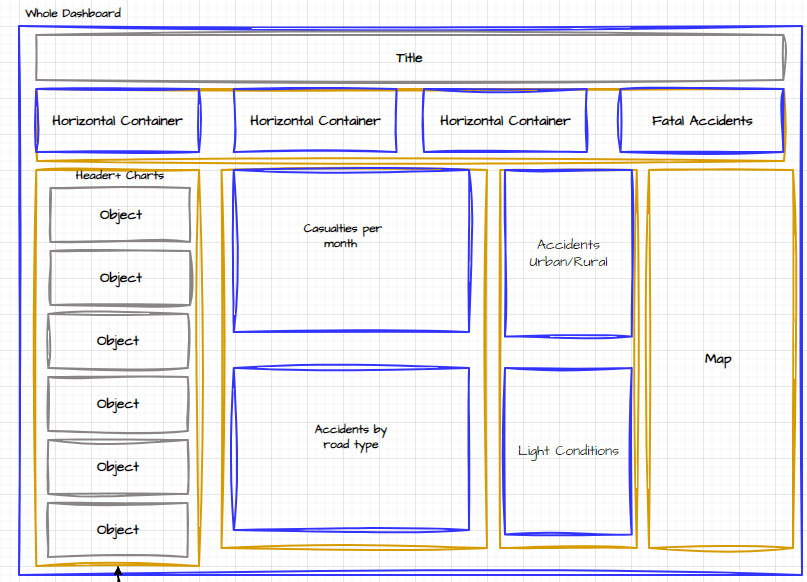 Whole Dashboard
Title
Horizontal Container
Horizontal Container
Horizontal Container
Fatal Accidents
Header+ Charts
Object
Object
Object
Object
Object
Object
Casualties per
month
Accidents by
road type
Accidents
Urban/Rural
Light Conditions
Map